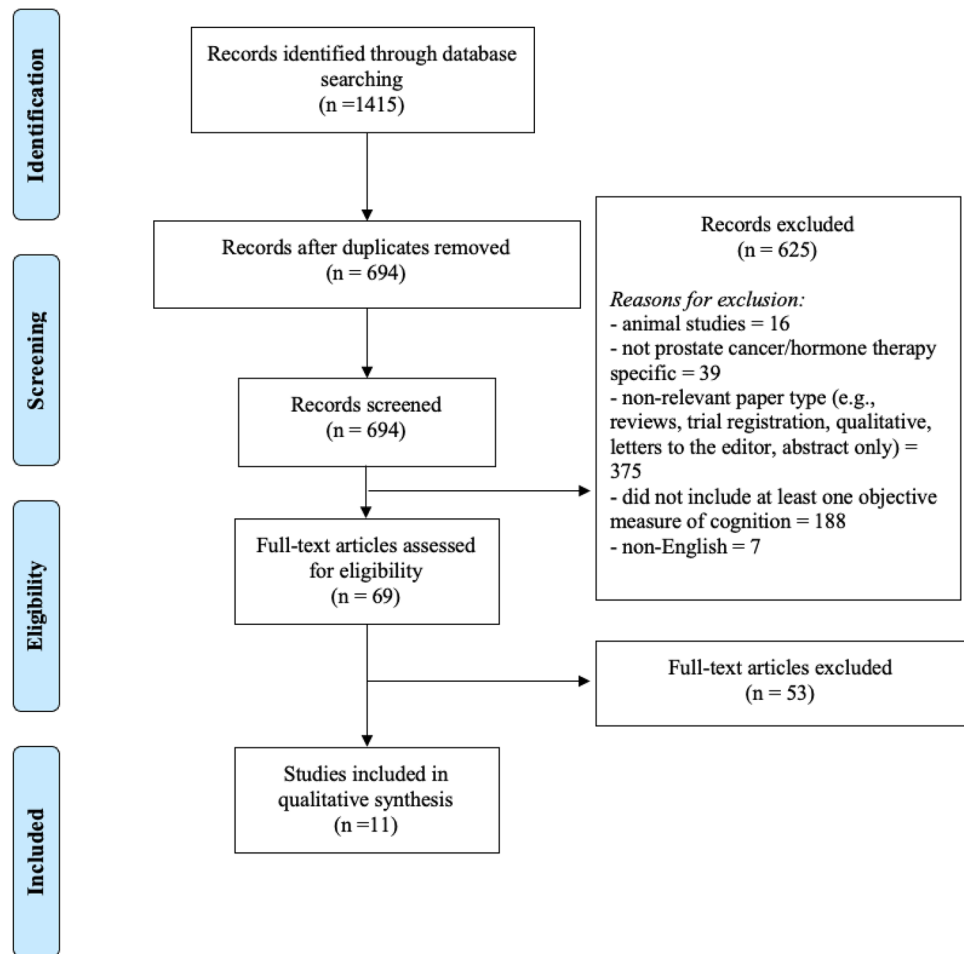 Identification
Records identified through database
searching
(n =1415)
Records after duplicates removed
(n = 694)
Records excluded
(n = 625)
Reasons for exclusion:
- animal studies = 16
- not prostate cancer/hormone therapy
specific = 39
- non-relevant paper type (e.g.,
reviews, trial registration, qualitative,
letters to the editor, abstract only) =
375
- did not include at least one objective
measure of cognition = 188
- non-English = 7
Screening
Records screened
(n = 694)
Eligibility
Full-text articles assessed
for eligibility
(n = 69)
Full-text articles excluded
(n = 53)
Included
Studies included in
qualitative synthesis
(n =11)